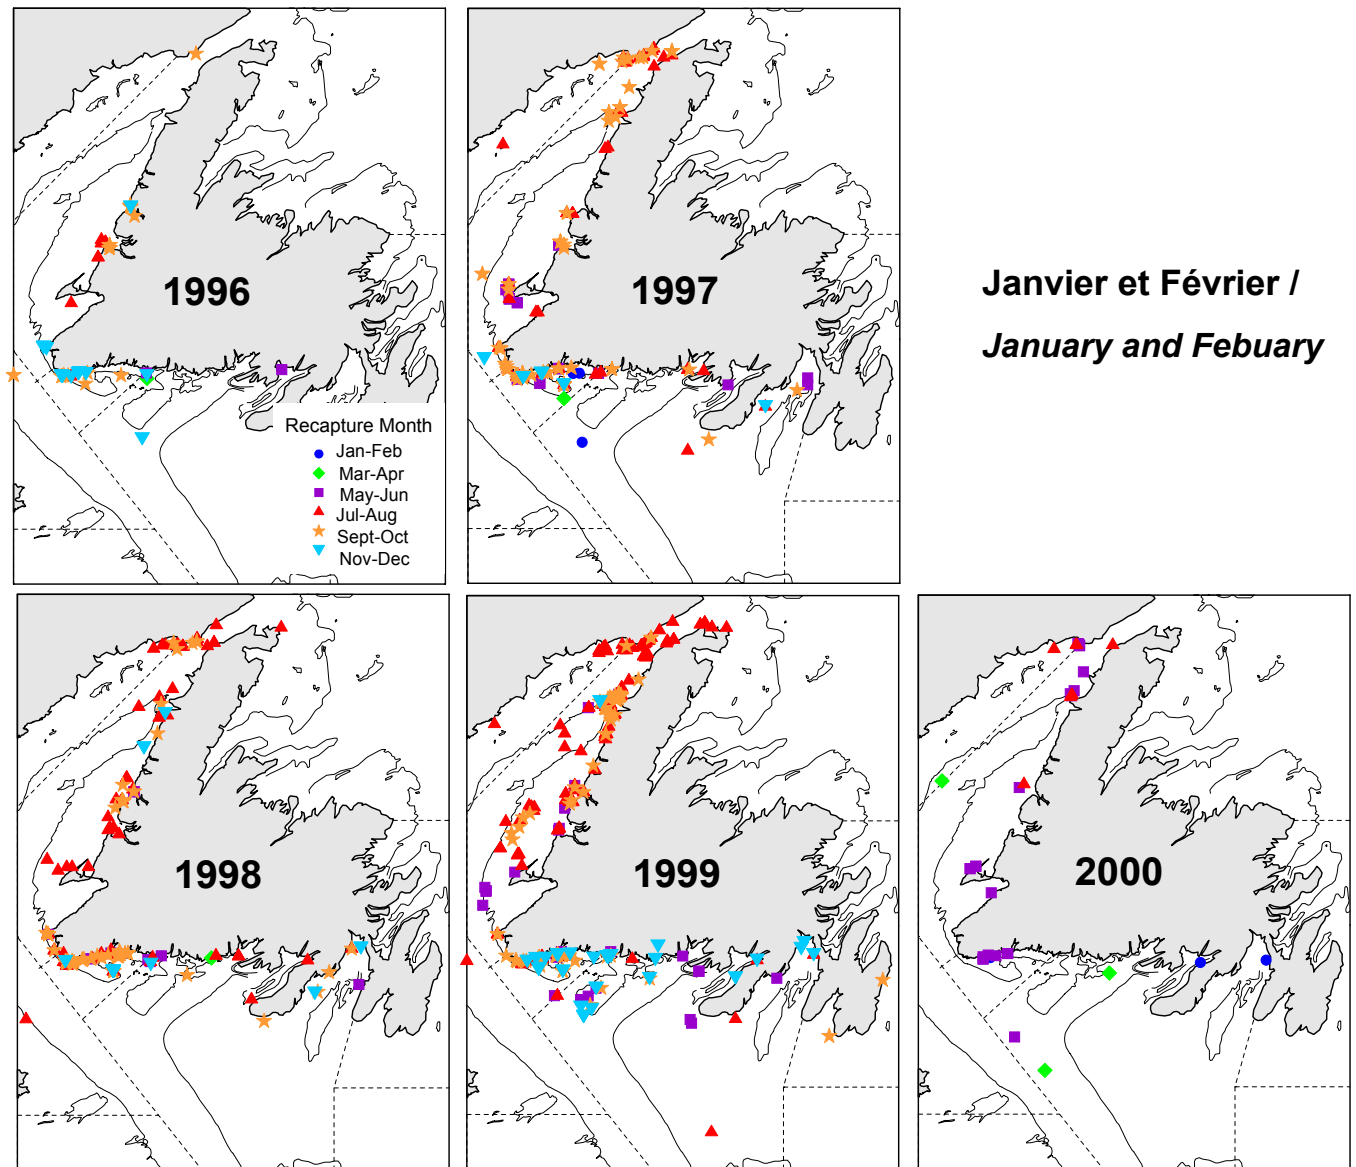 1996
Recapture Month
Jan-Feb
Mar-Apr
May-Jun
Jul-Aug
Sept-Oct
Nov-Dec
1997
Janvier et Février /
January and Febuary
1998
1999
2000